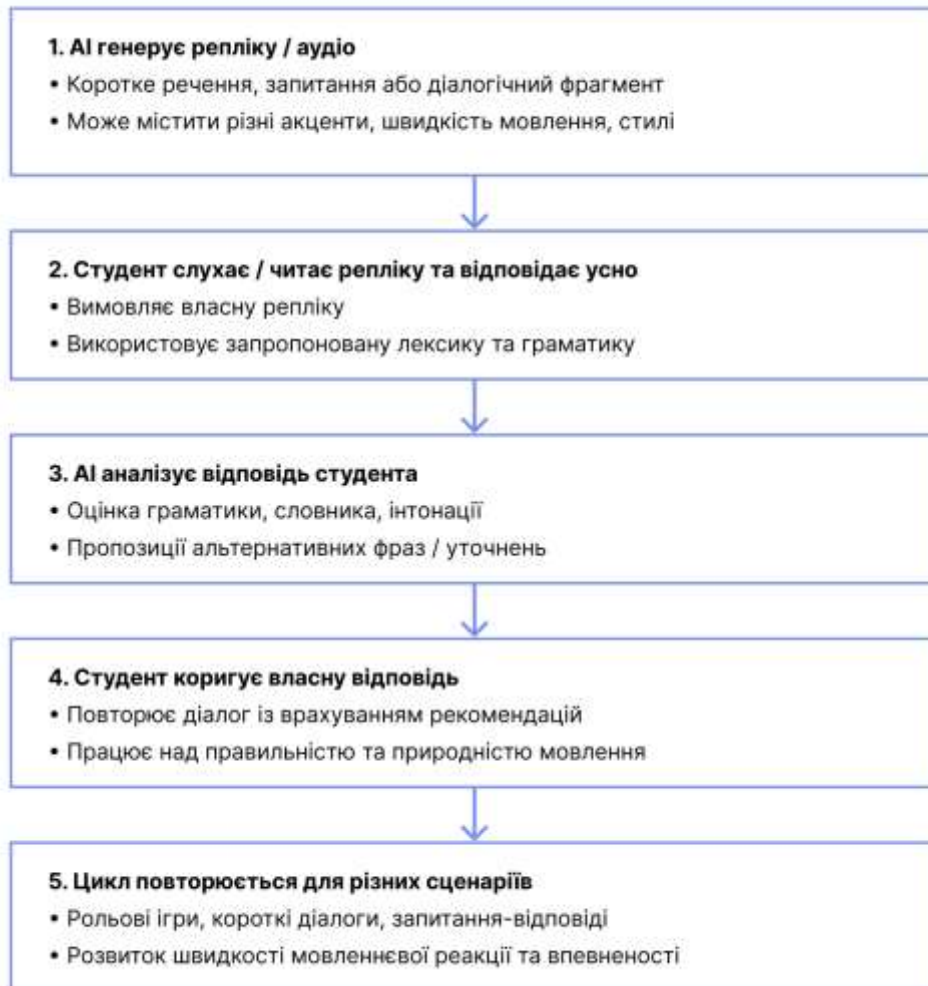 1. AI генерує репліку / аудіо
• Коротке речення, запитання або діалогічний фрагмент
• Може містити різні акценти, швидкість мовлення, стилі
2. Студент слухає / читає репліку та відповідає усно
• Вимовляє власну репліку
• Використовує запропоновану лексику та граматику
3. AI аналізує відповідь студента
• Оцінка граматики, словника, інтонації
• Пропозиції альтернативних фраз / уточнень
4. Студент коригує власну відповідь
• Повторює діалог із врахуванням рекомендацій
• Працює над правильністю та природністю мовлення
5. Цикл повторюється для різних сценаріїв
• Рольові ігри, короткі діалоги, запитання-відповіді
• Розвиток швидкості мовленнєвої реакції та впевненості